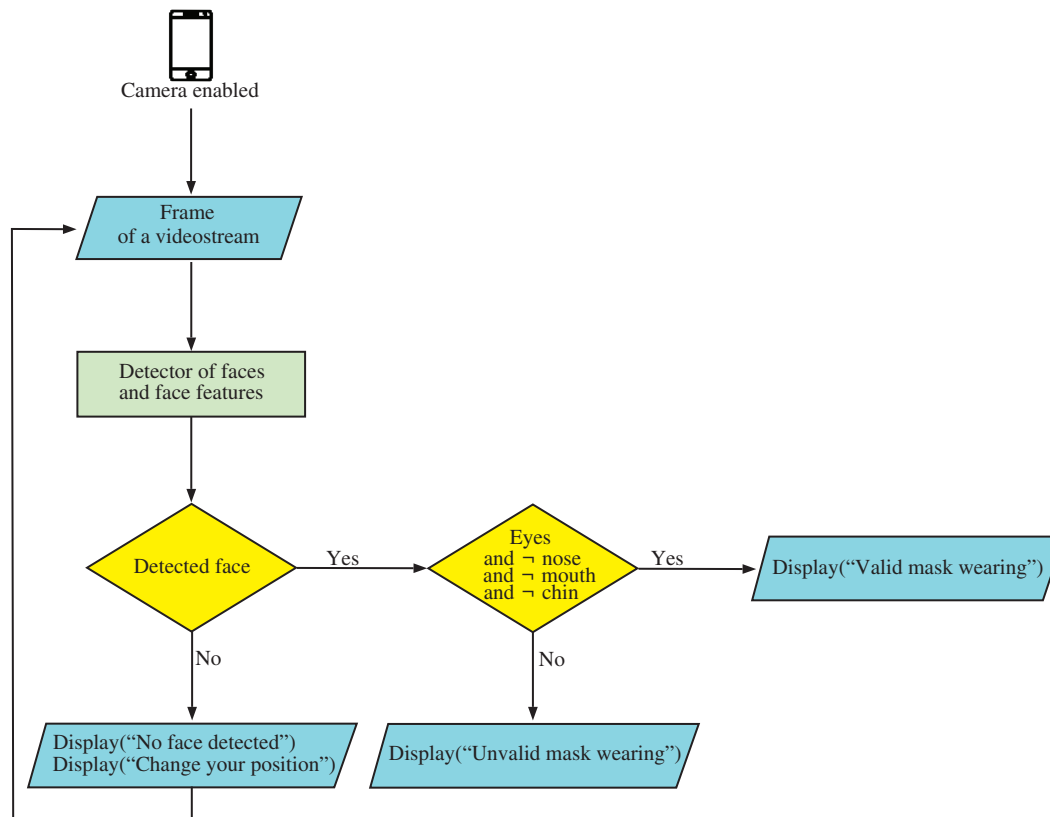 Camera enabled
Frame
of a videostream
Detector of faces
and face features
Detected face
Yes
Eyes
and ¬ nose
and ¬ mouth
and ¬ chin
Yes
Display(“Valid mask wearing”)
No
No
Display(“No face detected”)
Display(“Change your position”)
Display(“Unvalid mask wearing”)